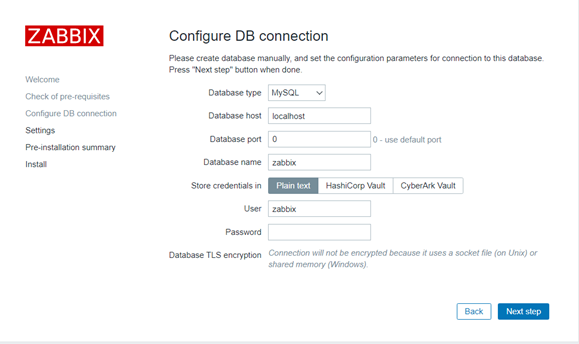 ZABBIX
Configure DB connection
Please create database manually, and set the configuration parameters for connection to this database.
Press "Next step" button when done.
Welcome
Check of pre-requisites
Configure DB connection
Settings
Pre-installation summary
Install
Database type MySQL
Database host localhost
Database port 0 0 - use default port
Database name zabbix
Store credentials in Plain text HashiCorp Vault CyberArk Vault
User zabbix
Password
Database TLS encryption Connection will not be encrypted because it uses a socket file (on Unix) or
shared memory (Windows).
Back Next step